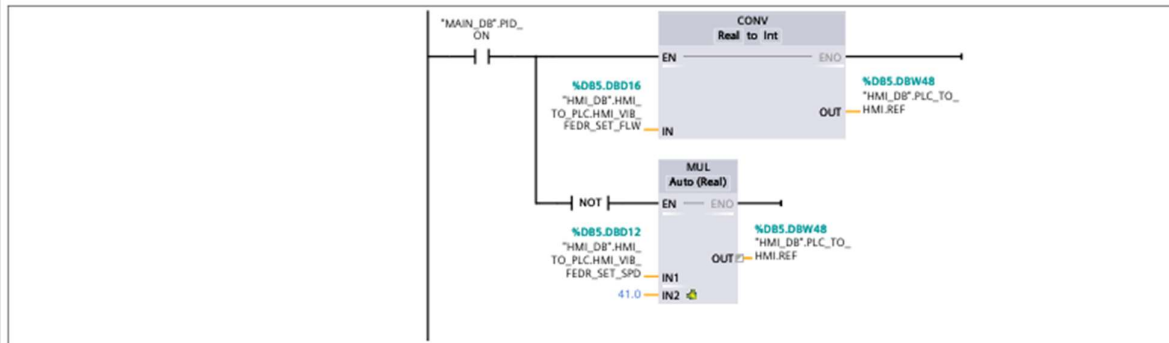 "MAIN_DB".PID_
ON
CONV
Real to Int
EN
ENO
%DB5.DBD16
"HMI_DB".HMI_
TO_PLC.HMI_VIB_
FEDR_SET_FLW
IN
%DB5.DBW48
"HMI_DB".PLC_TO_
HMI.REF
OUT
MUL
Auto (Real)
NOT
EN
ENO
%DB5.DBD12
"HMI_DB".HMI_
TO_PLC.HMI_VIB_
FEDR_SET_SPD
IN1
41.0
IN2
%DB5.DBW48
"HMI_DB".PLC_TO_
HMI.REF
OUT